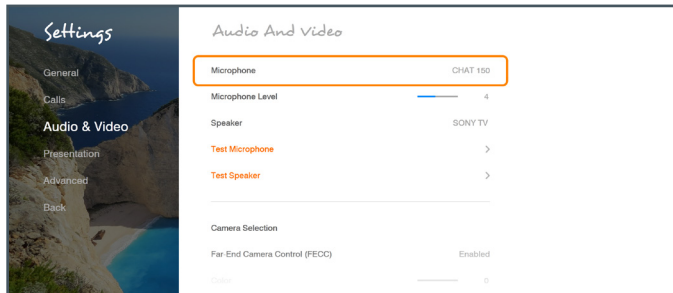 Settings
General
Calls
Audio & Video
Presentation
Advanced
Back
Audio And Video
Microphone CHAT 150
Microphone Level 4
Speaker SONY TV
Test Microphone >
Test Speaker >
Camera Selection
Far-End Camera Control (FECC) Enabled